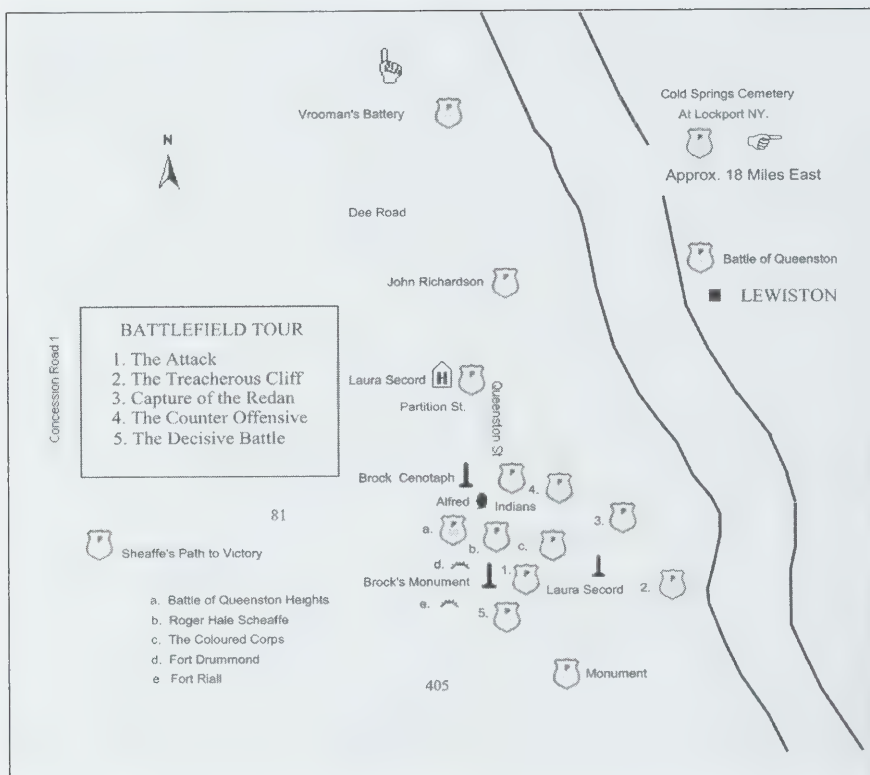 Cold Springs Cemetery
At Lockport NY.
P
Approx. 18 Miles East
Vrooman's Battery P
N
Dee Road
P Battle of Queenston
LEWISTON
John Richardson P
BATTLEFIELD TOUR
1. The Attack
2. The Treacherous Cliff
3. Capture of the Redan
4. The Counter Offensive
5. The Decisive Battle
Concession Road 1
Laura Secord H P
Partition St.
Queenston St
Brock Cenotaph P 4. P
Alfred Indians
81
a. P b. P c. P 3. P
P Sheaffe's Path to Victory
d.
Brock's Monument 1. P Laura Secord 2. P
e. 5. P
a. Battle of Queenston Heights
b. Roger Hale Scheaffe
c. The Coloured Corps
d. Fort Drummond
e Fort Riall
405
P Monument